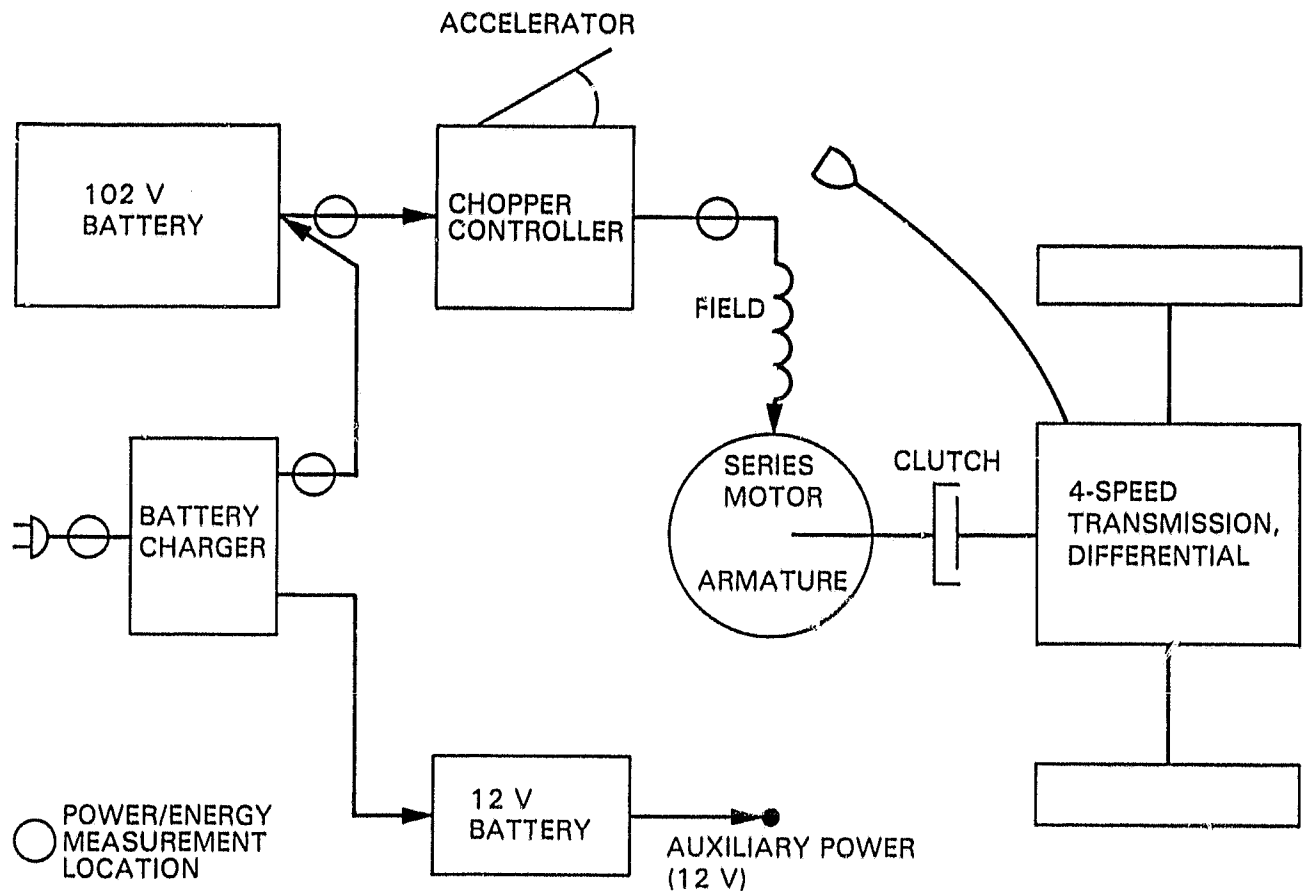 ACCELERATOR
102 V
BATTERY
CHOPPER
CONTROLLER
FIELD
SERIES
MOTOR
ARMATURE
CLUTCH
4-SPEED
TRANSMISSION,
DIFFERENTIAL
BATTERY
CHARGER
12 V
BATTERY
AUXILIARY POWER
(12 V)
POWER/ENERGY
MEASUREMENT
LOCATION